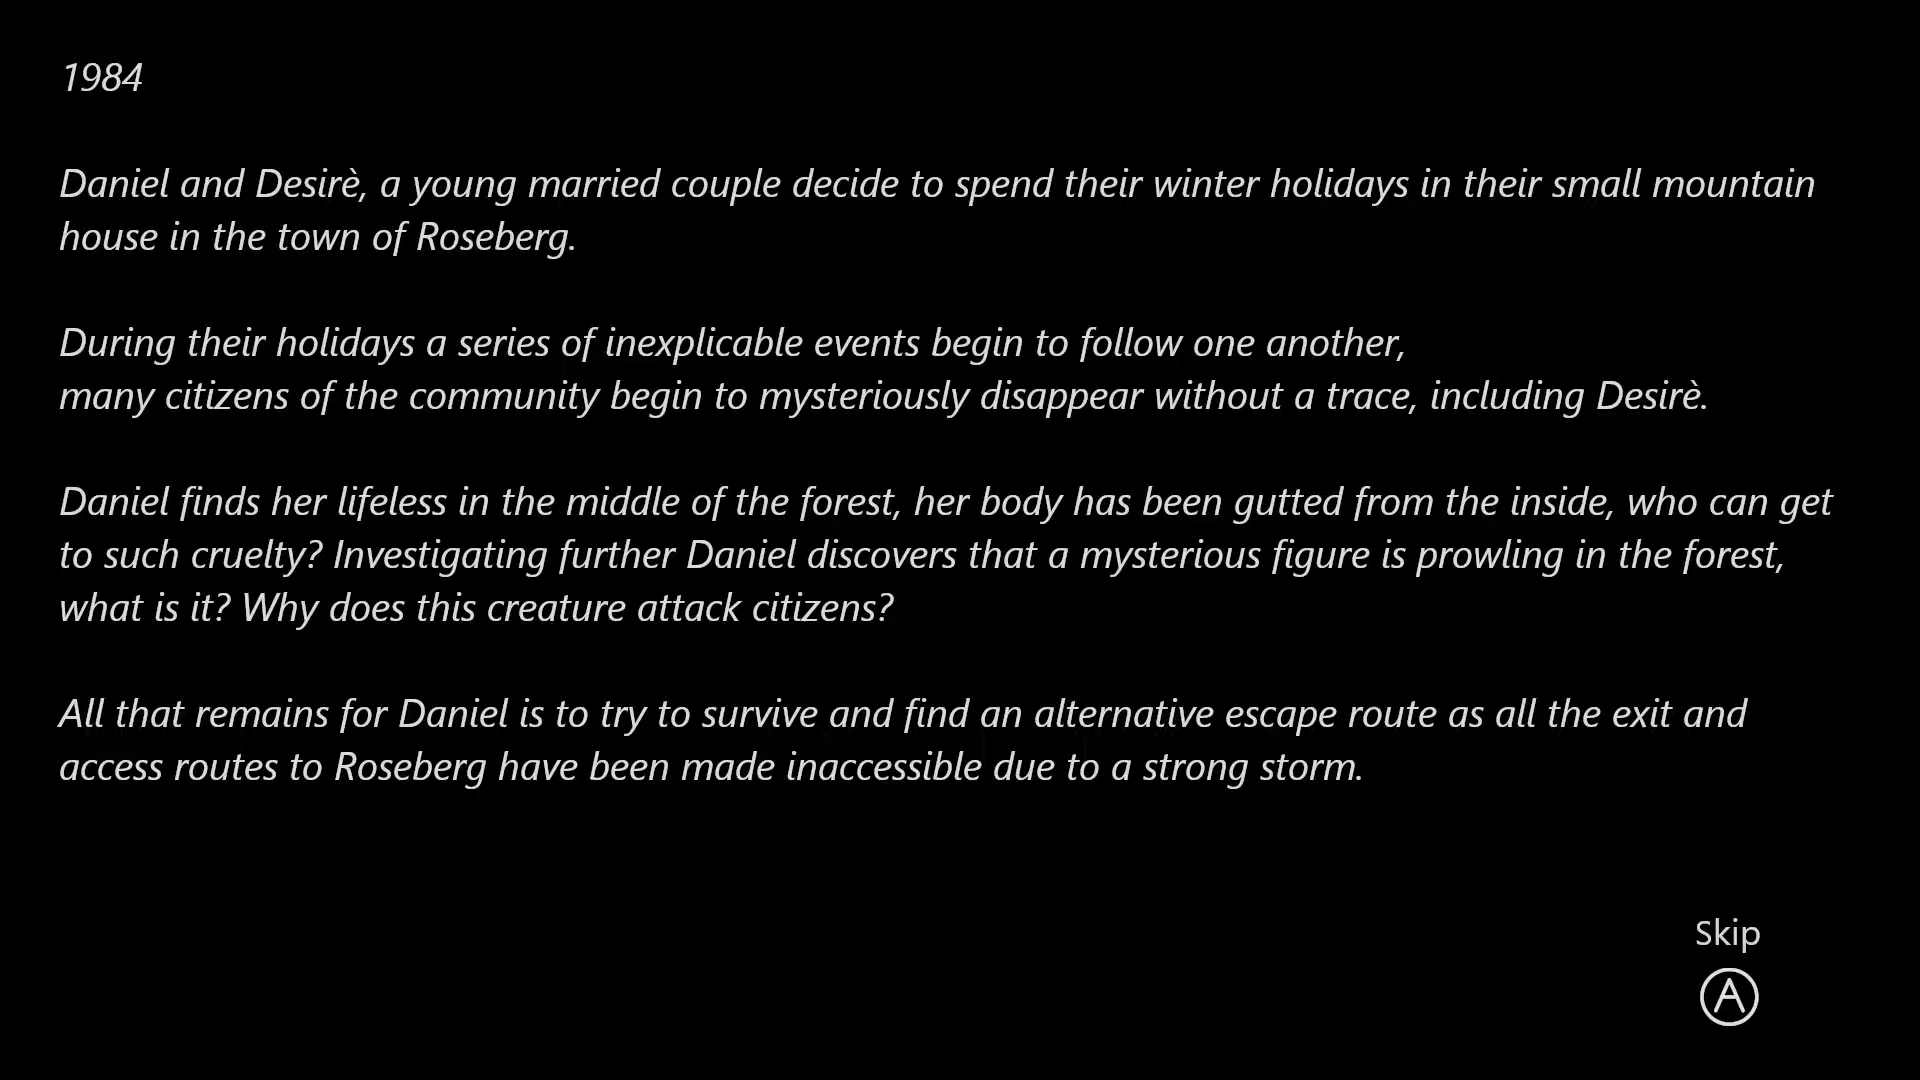 1984
Daniel and Desirè, a young married couple decide to spend their winter holidays in their small mountain
house in the town of Roseberg.
During their holidays a series of inexplicable events begin to follow one another,
many citizens of the community begin to mysteriously disappear without a trace, including Desirè.
Daniel finds her lifeless in the middle of the forest, her body has been gutted from the inside, who can get
to such cruelty? Investigating further Daniel discovers that a mysterious figure is prowling in the forest,
what is it? Why does this creature attack citizens?
All that remains for Daniel is to try to survive and find an alternative escape route as all the exit and
access routes to Roseberg have been made inaccessible due to a strong storm.
Skip
A